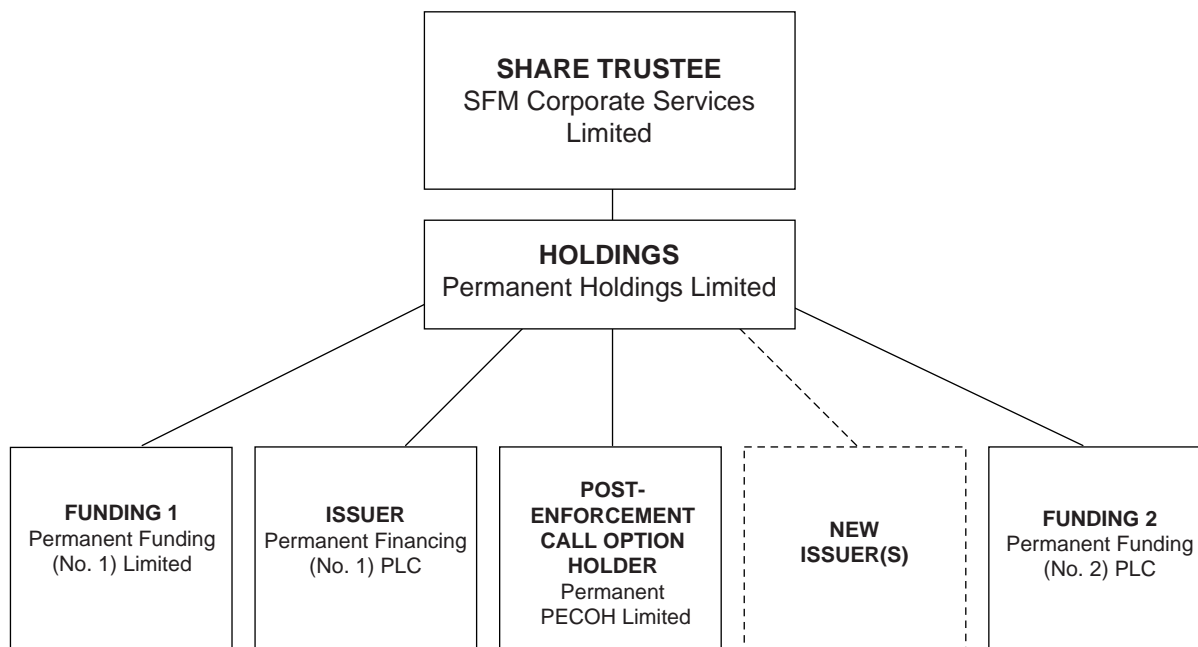 SHARE TRUSTEE
SFM Corporate Services
Limited
HOLDINGS
Permanent Holdings Limited
FUNDING 1
Permanent Funding
(No. 1) Limited
ISSUER
Permanent Financing
(No. 1) PLC
POST-
ENFORCEMENT
CALL OPTION
HOLDER
Permanent
PECOH Limited
NEW
ISSUER(S)
FUNDING 2
Permanent Funding
(No. 2) PLC